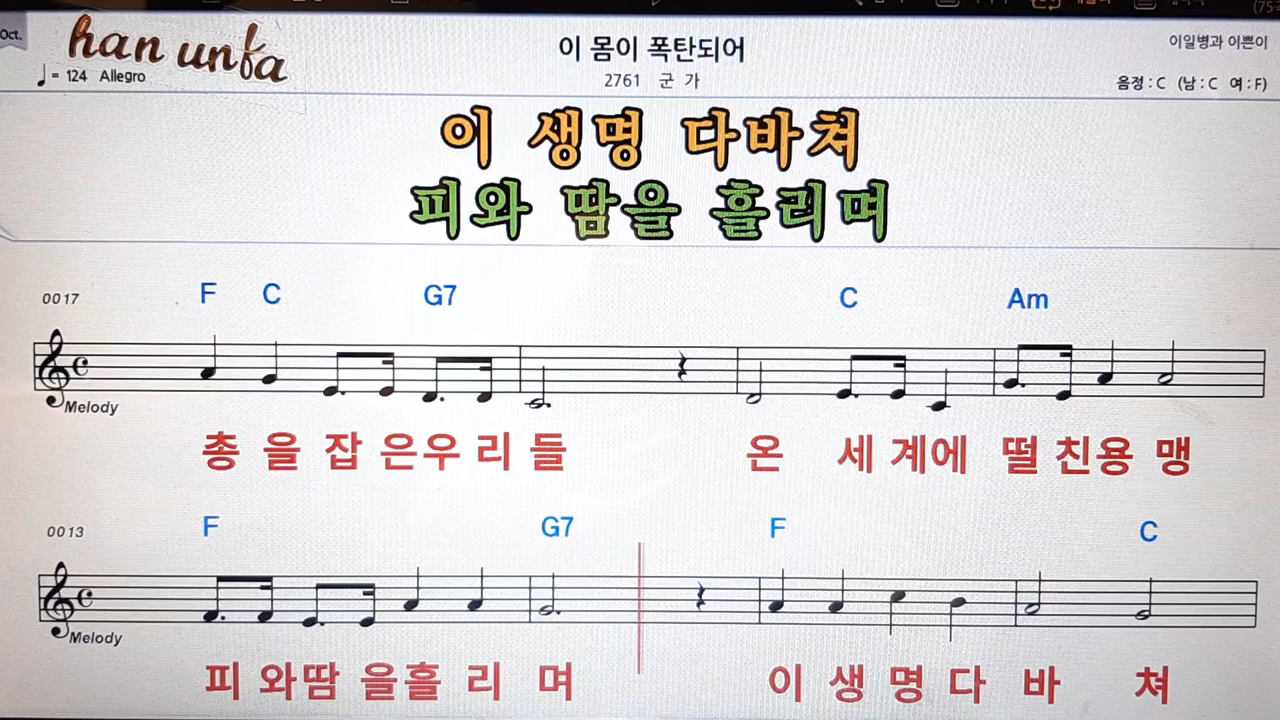 Oct.
han unfa
♩= 124 Allegro
이 몸이 폭탄되어
2761 군 가
이일병과 이쁜이
음정 : C (남 : C 여 : F)
이 생명 다바쳐
피와 땀을 흘리며
0017 F C G7 C Am
Melody
총 을 잡 은우 리 들 온 세 계에 떨 친용 맹
0013 F G7 F C
Melody
피 와땀 을흘 리 며 이 생 명 다 바 쳐